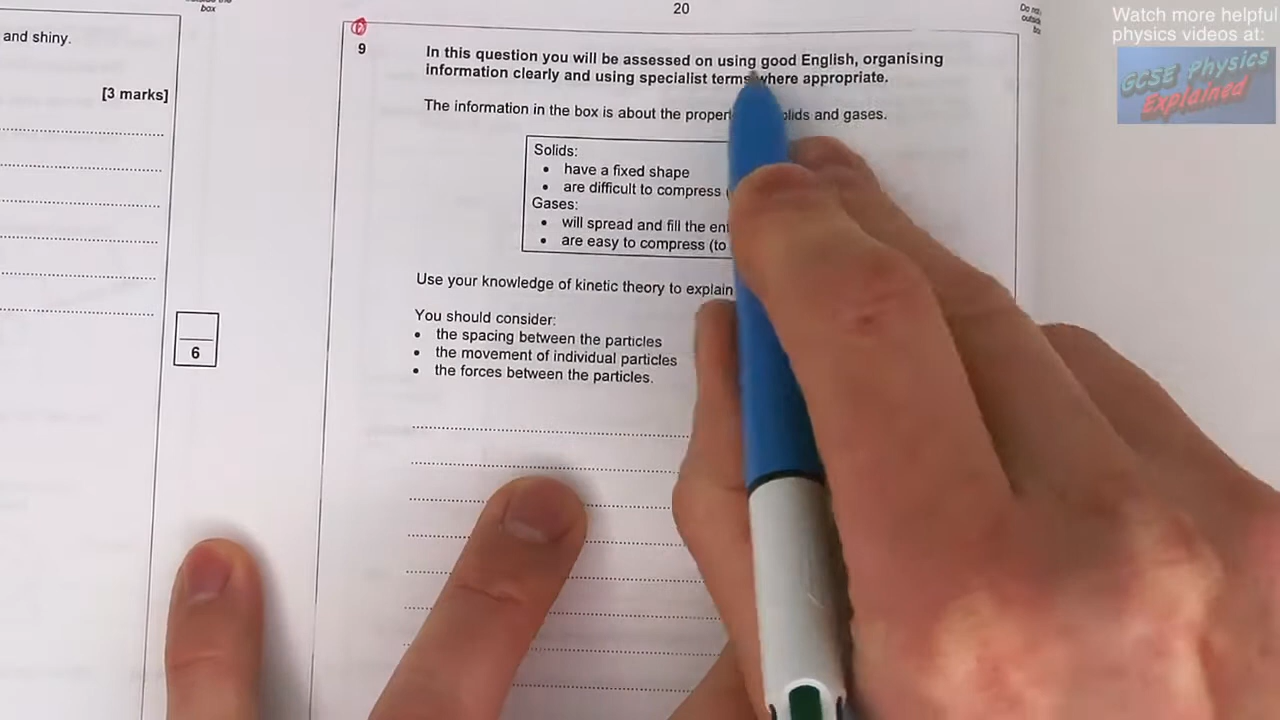 box
20
Watch more helpful
physics videos at:
GCSE Physics
Explained
and shiny.
[3 marks]
6
9
In this question you will be assessed on using good English, organising
information clearly and using specialist terms where appropriate.
The information in the box is about the and gases.
Solids:
• have a fixed shape
• are difficult to compress
Gases:
• will spread and fill the
• are easy to compress (to
Use your knowledge of kinetic theory to explain
You should consider:
• the spacing between the particles
• the movement of individual particles
• the forces between the particles.